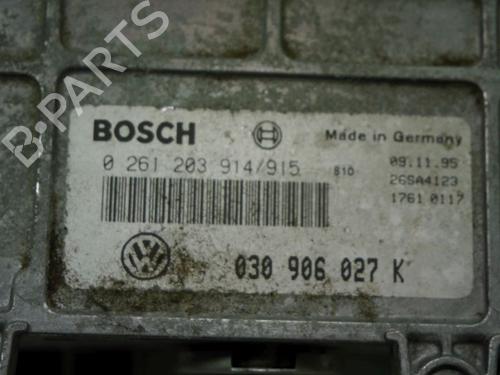 B-PARTS
BOSCH
Made in Germany
0 261 203 914/915
B10
09.11.95
26SA4123
1761 0117
030 906 027 K